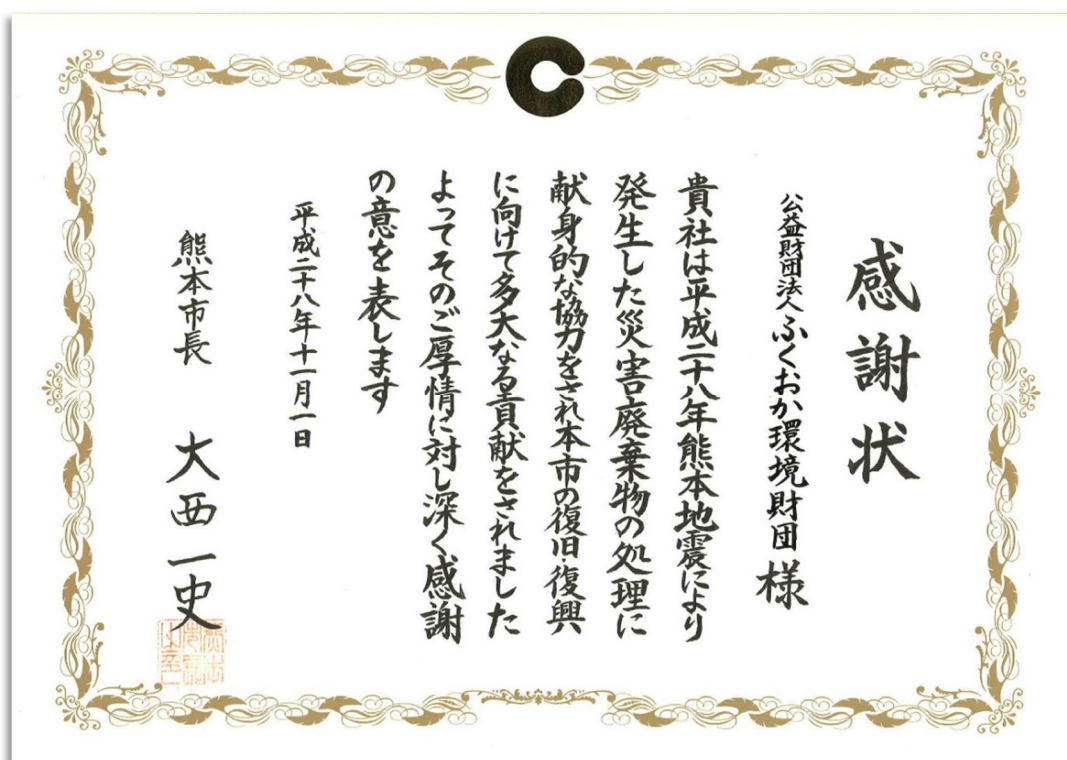 感謝状
公益財団法人ふくおか環境財団様
貴社は平成二十八年熊本地震により
発生した災害廃棄物の処理に
献身的な協力をされ本市の復旧・復興
に向けて多大なる貢献をされました
よってそのご厚情に対し深く感謝
の意を表します
平成二十八年十一月一日
熊本市長 大西一史